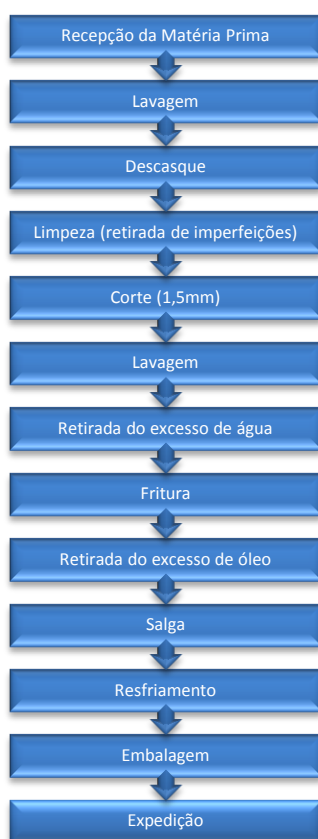 Recepção da Matéria Prima
Lavagem
Descasque
Limpeza (retirada de imperfeições)
Corte (1,5mm)
Lavagem
Retirada do excesso de água
Fritura
Retirada do excesso de óleo
Salga
Resfriamento
Embalagem
Expedição